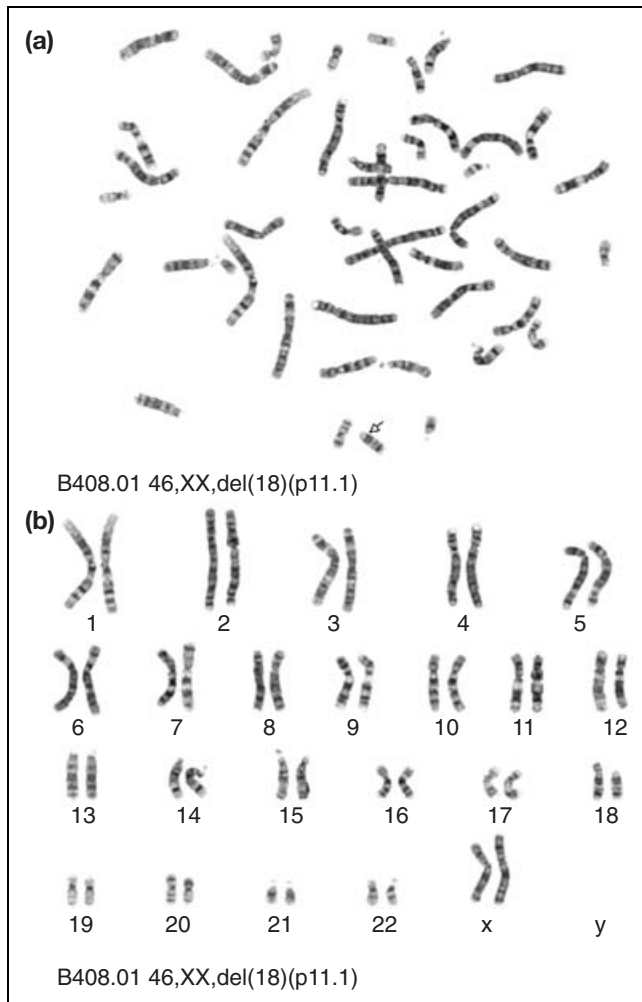 (a)
B408.01 46,XX,del(18)(p11.1)
(b)
1 2 3 4 5
6 7 8 9 10 11 12
13 14 15 16 17 18
19 20 21 22 x y
B408.01 46,XX,del(18)(p11.1)